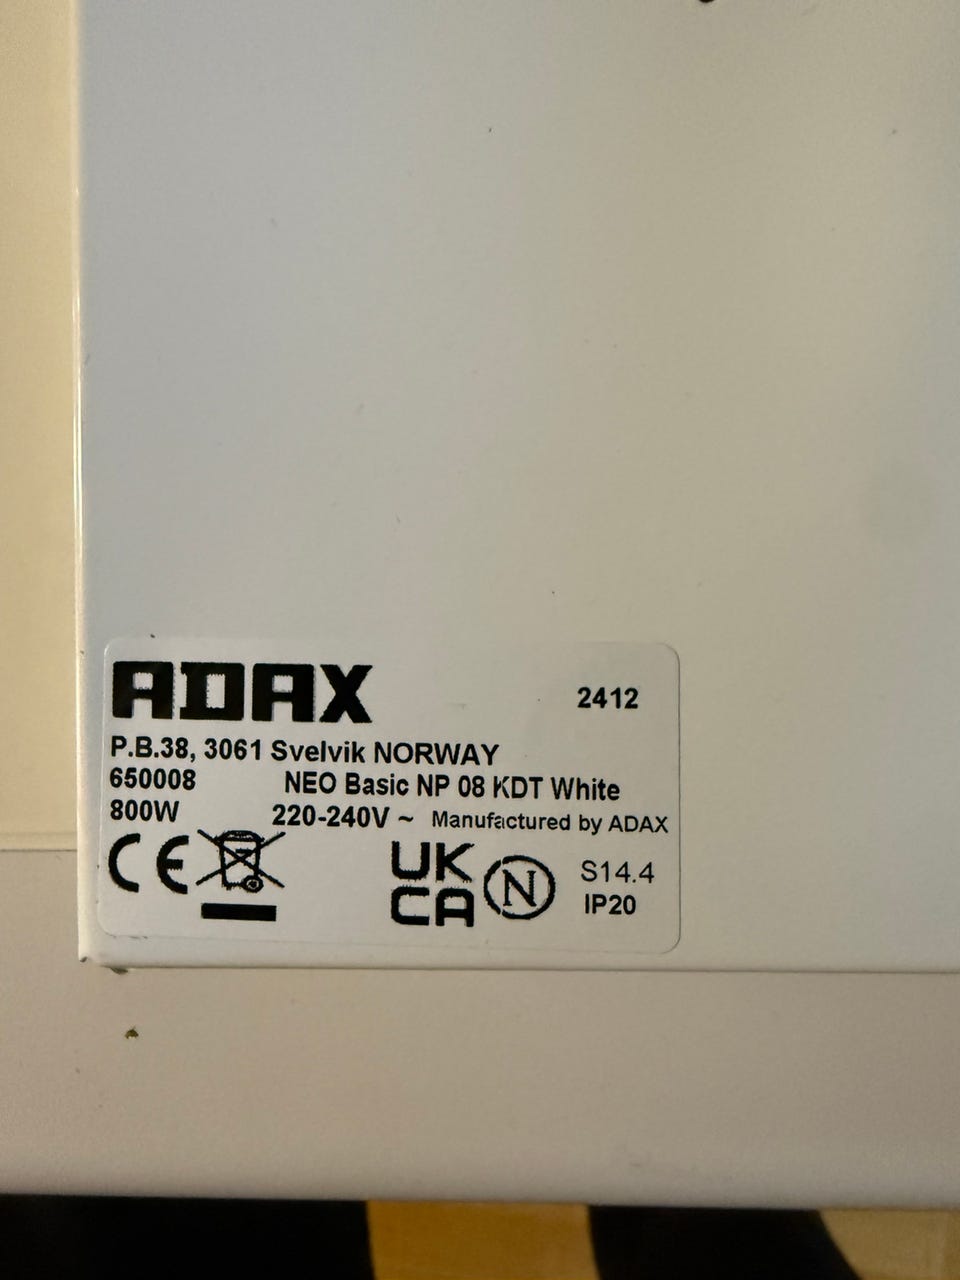 ADAX
2412
P.B.38, 3061 Svelvik NORWAY
650008 NEO Basic NP 08 KDT White
800W 220-240V ~ Manufactured by ADAX
CE UK CA N S14.4
IP20